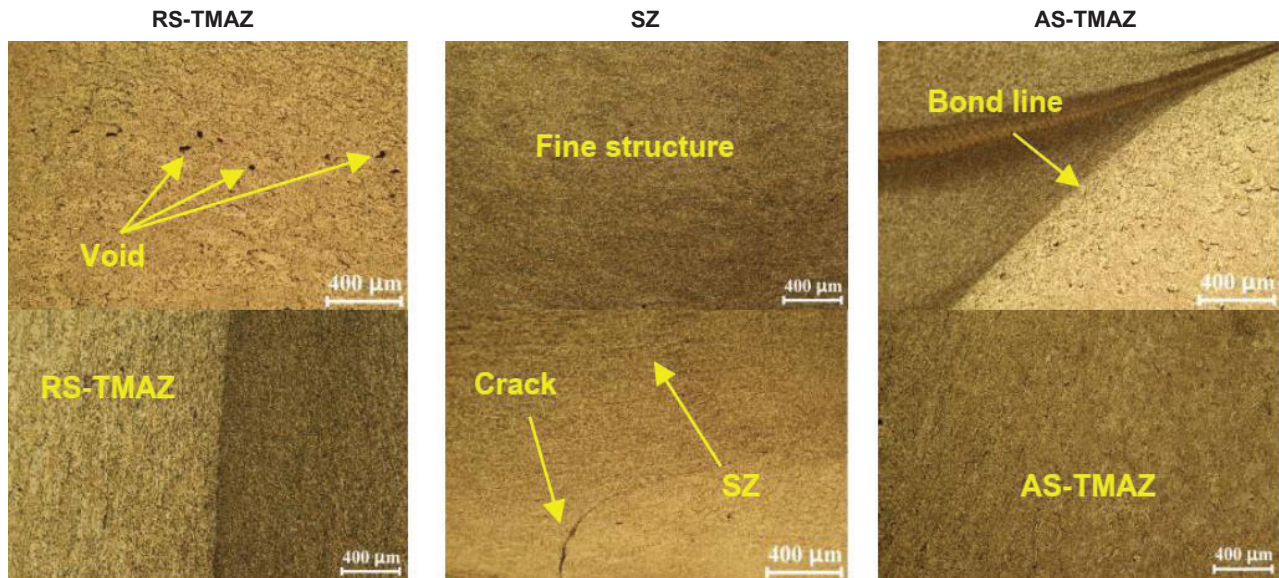 RS-TMAZ
SZ
AS-TMAZ
Void
400 μm
Fine structure
400 μm
Bond line
400 μm
RS-TMAZ
400 μm
Crack
SZ
400 μm
AS-TMAZ
400 μm